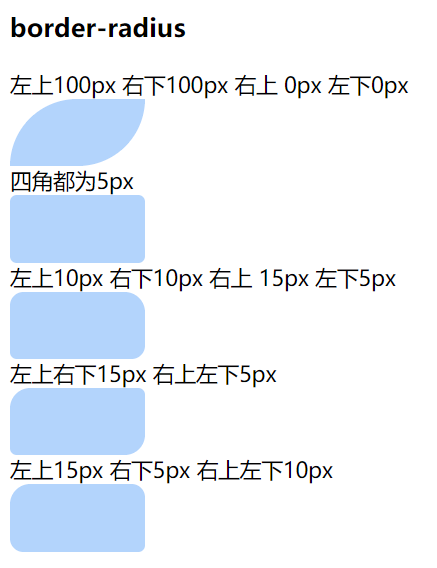 border-radius
左上100px 右下100px 右上 0px 左下0px
四角都为5px
左上10px 右下10px 右上 15px 左下5px
左上右下15px 右上左下5px
左上15px 右下5px 右上左下10px